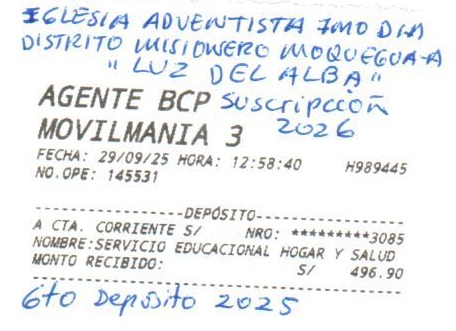 IGLESIA ADVENTISTA 7MO DIA
DISTRITO MISIONERO MOQUEGUA-A
"LUZ DEL ALBA"
AGENTE BCP Suscripción
MOVILMANIA 3 2026
FECHA: 29/09/25 HORA: 12:58:40 H989445
NO.OPE: 145531
-----------------DEPÓSITO-----------------
A CTA. CORRIENTE S/ NRO: *********3085
NOMBRE:SERVICIO EDUCACIONAL HOGAR Y SALUD
MONTO RECIBIDO: S/ 496.90
6to Deposito 2025